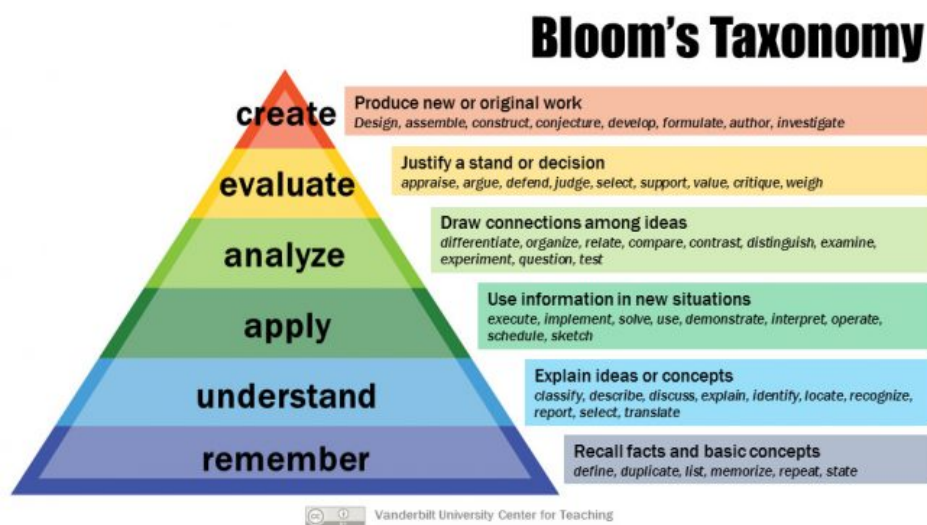 Bloom's Taxonomy
create
Produce new or original work
Design, assemble, construct, conjecture, develop, formulate, author, investigate
evaluate
Justify a stand or decision
appraise, argue, defend, judge, select, support, value, critique, weigh
analyze
Draw connections among ideas
differentiate, organize, relate, compare, contrast, distinguish, examine,
experiment, question, test
apply
Use information in new situations
execute, implement, solve, use, demonstrate, interpret, operate,
schedule, sketch
understand
Explain ideas or concepts
classify, describe, discuss, explain, identify, locate, recognize,
report, select, translate
remember
Recall facts and basic concepts
define, duplicate, list, memorize, repeat, state
cc
Vanderbilt University Center for Teaching